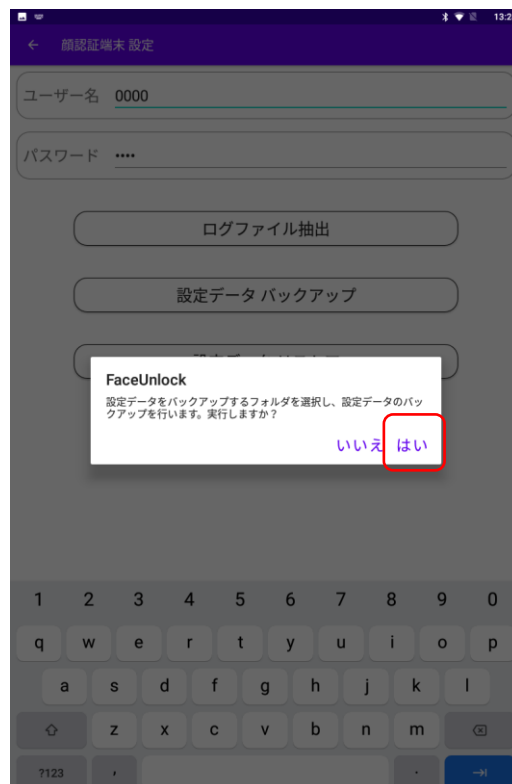 13:2
顔認証端末 設定
ユーザー名 0000
パスワード ••••
ログファイル抽出
設定データ バックアップ
FaceUnlock
設定データをバックアップするフォルダを選択し、設定データのバッ
クアップを行います。実行しますか？
いいえ はい
1 2 3 4 5 6 7 8 9 0
q w e r t y u i o p
a s d f g h j k l
z x c v b n m
?123 , .